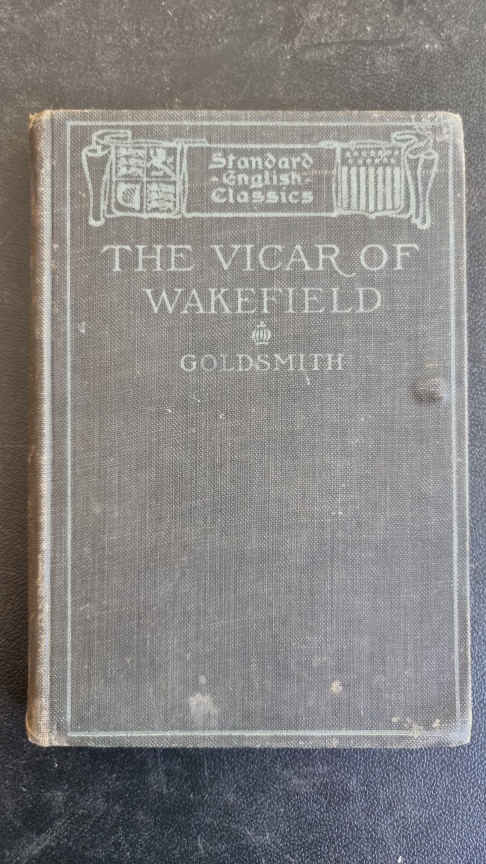 Standard
-English-
Classics
THE VICAR OF
WAKEFIELD
GOLDSMITH